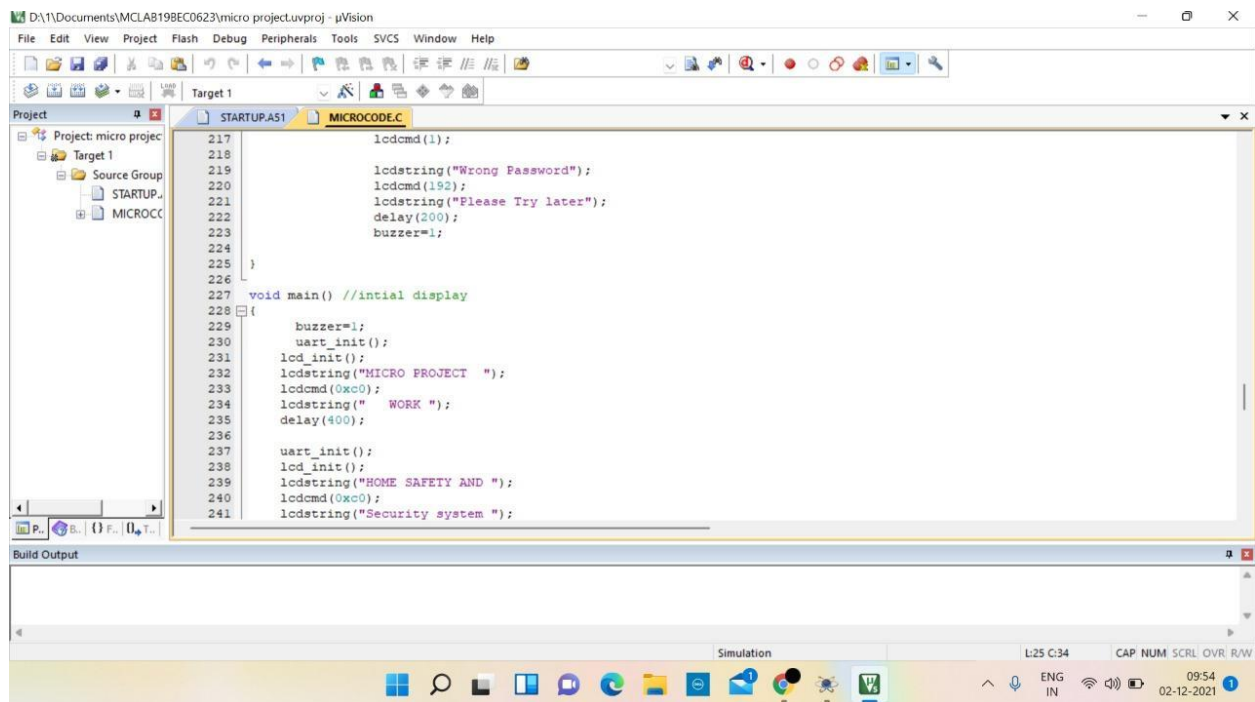 D:\1\Documents\MCLAB19BEC0623\micro project.uvproj - µVision
File Edit View Project Flash Debug Peripherals Tools SVCS Window Help
Target 1
Project
STARTUP.A51 MICROCODE.C
Project: micro projec
Target 1
Source Group
STARTUP.
MICROCC
217 lcdcmd(1);
218
219 lcdstring("Wrong Password");
220 lcdcmd(192);
221 lcdstring("Please Try later");
222 delay(200);
223 buzzer=1;
224
225 }
226
227 void main() //intial display
228 {
229 buzzer=1;
230 uart_init();
231 lcd_init();
232 lcdstring("MICRO PROJECT  ");
233 lcdcmd(0xc0);
234 lcdstring("   WORK ");
235 delay(400);
236
237 uart_init();
238 lcd_init();
239 lcdstring("HOME SAFETY AND ");
240 lcdcmd(0xc0);
241 lcdstring("Security system ");
P.. B.. {} F.. 0 T..
Build Output
Simulation L:25 C:34 CAP NUM SCRL OVR R/W
ENG
IN
09:54
02-12-2021
1